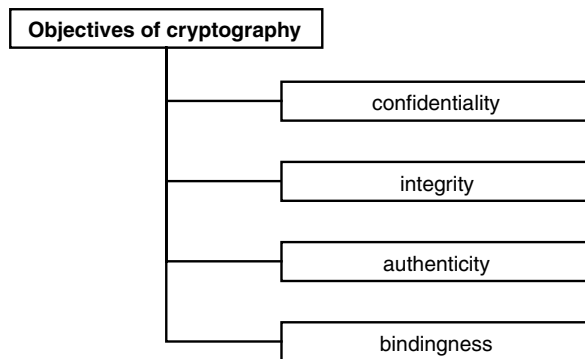 Objectives of cryptography
confidentiality
integrity
authenticity
bindingness